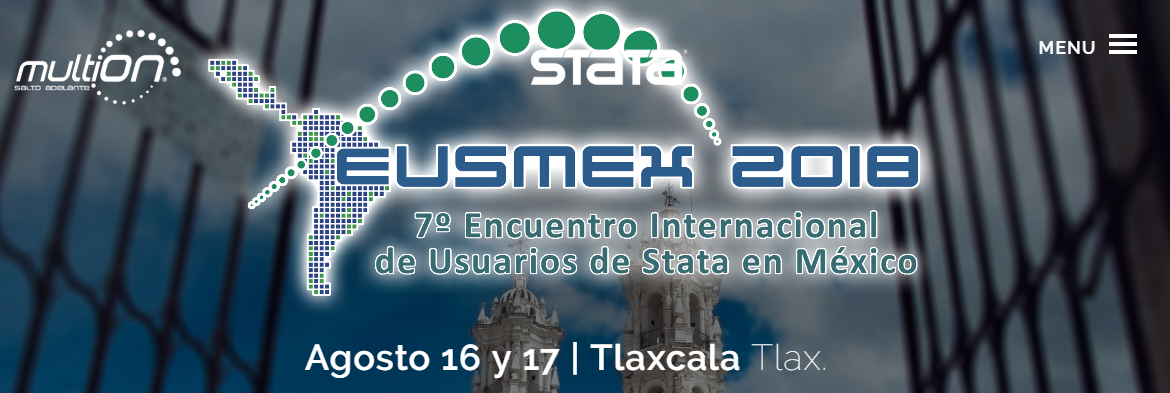 multiON
SALTO ADELANTE
MENU
STATA
EUSMEX 2018
7º Encuentro Internacional
de Usuarios de Stata en México
Agosto 16 y 17 | Tlaxcala Tlax.